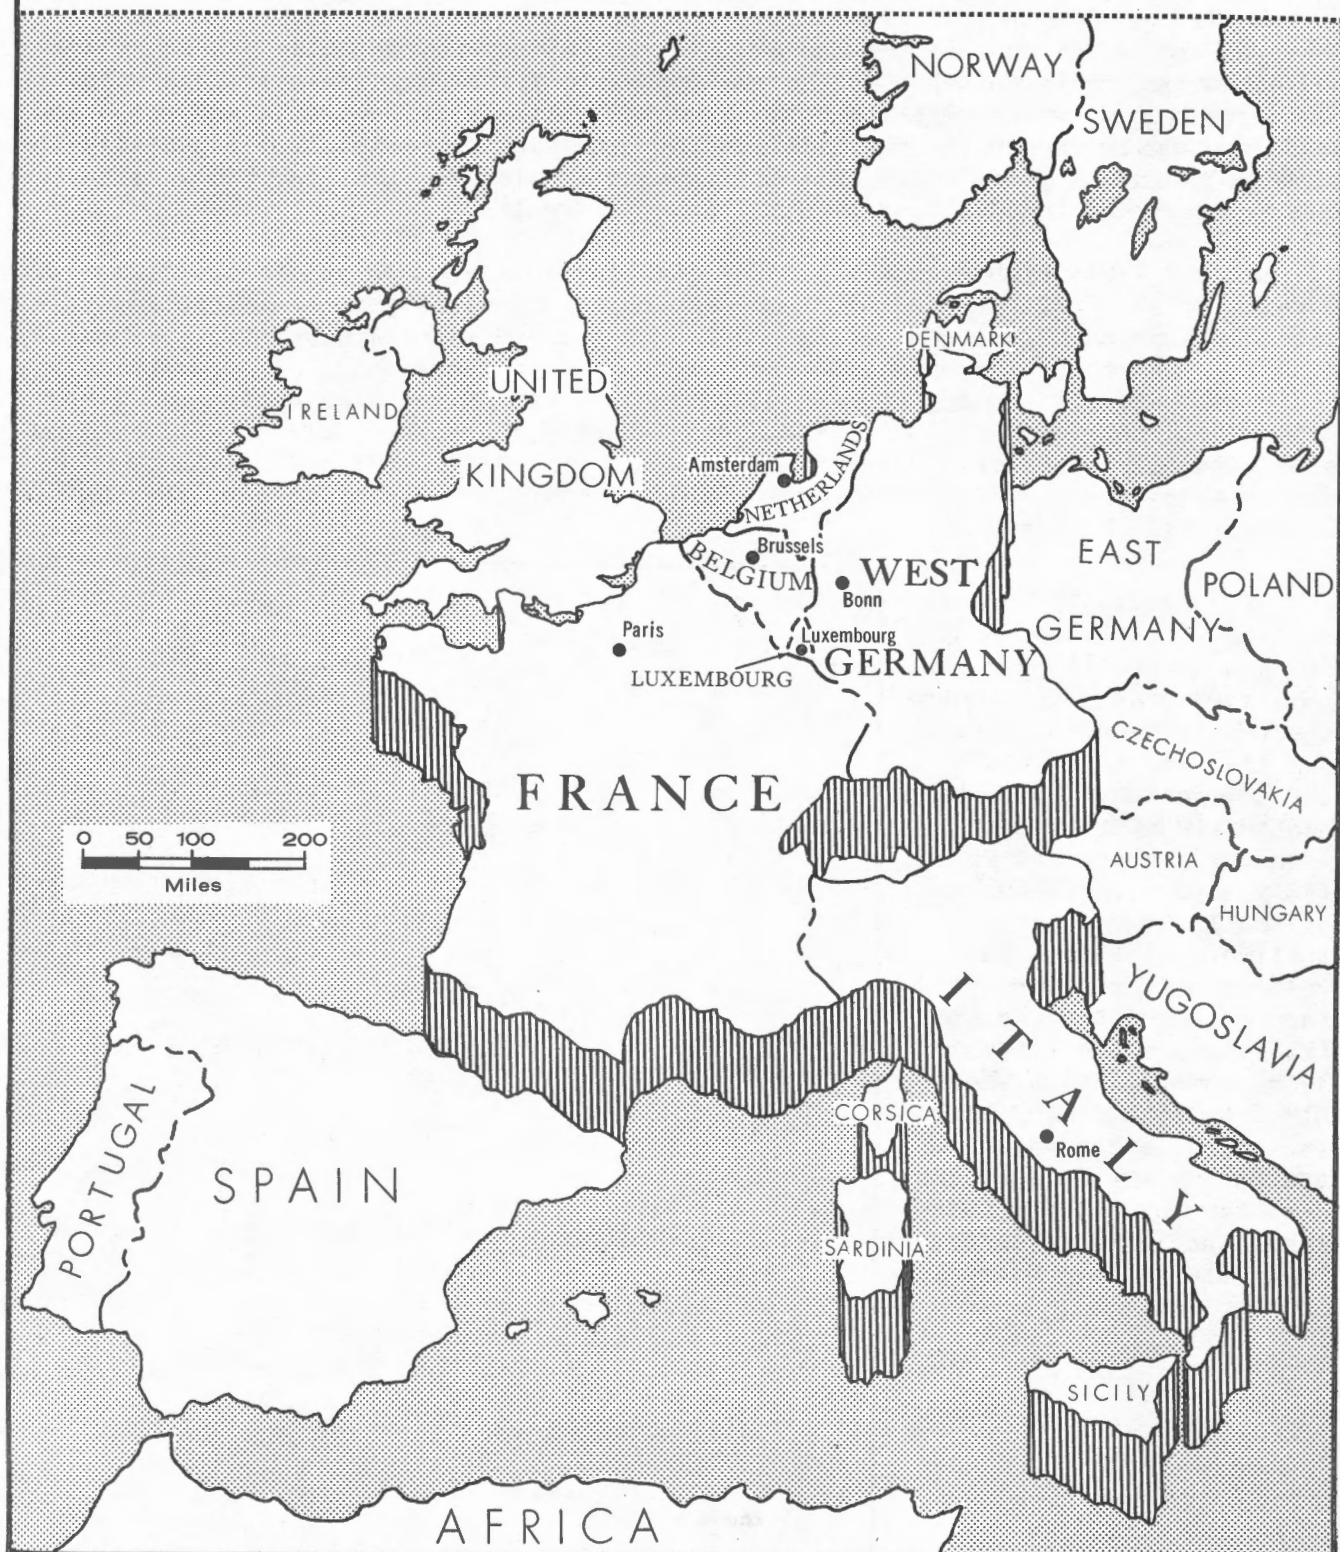 NORWAY
SWEDEN
DENMARK
UNITED
KINGDOM
IRELAND
Amsterdam
NETHERLANDS
Brussels
BELGIUM
WEST
GERMANY
Bonn
EAST
GERMANY
POLAND
Paris
Luxembourg
LUXEMBOURG
CZECHOSLOVAKIA
FRANCE
0 50 100 200
Miles
AUSTRIA
HUNGARY
YUGOSLAVIA
ITALY
Rome
CORSICA
SARDINIA
SICILY
PORTUGAL
SPAIN
AFRICA